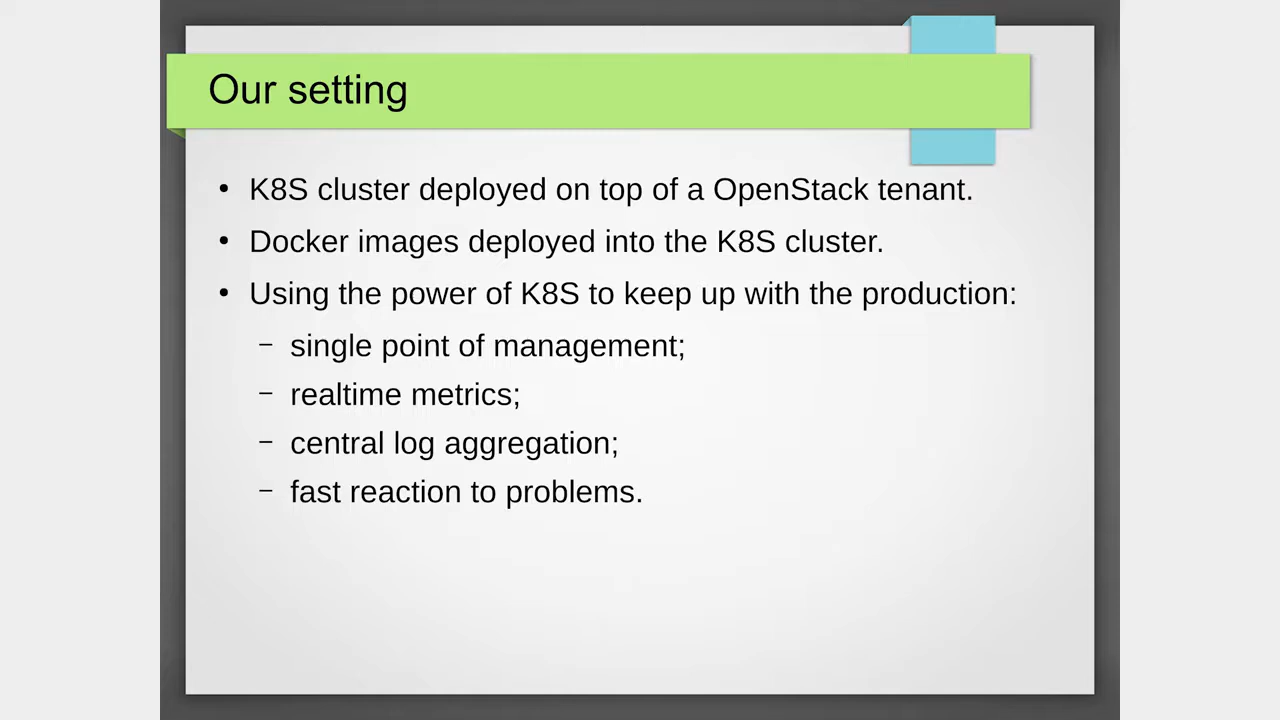 Our setting
• K8S cluster deployed on top of a OpenStack tenant.
• Docker images deployed into the K8S cluster.
• Using the power of K8S to keep up with the production:
– single point of management;
– realtime metrics;
– central log aggregation;
– fast reaction to problems.